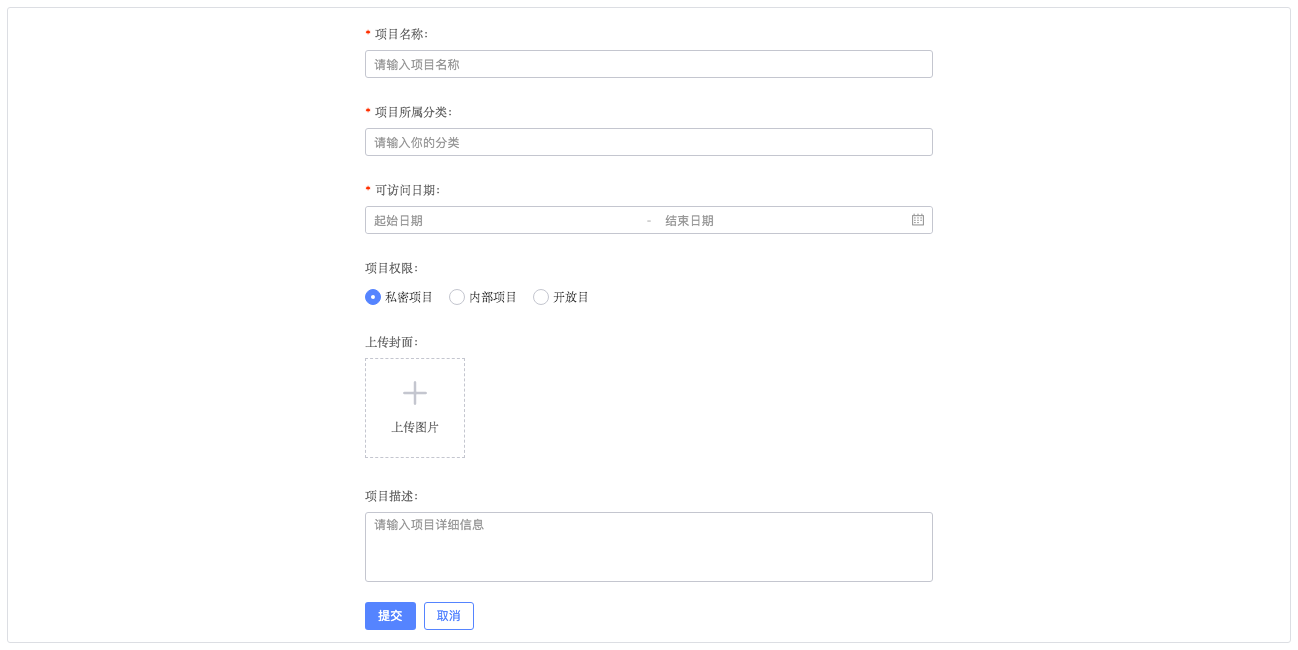 * 项目名称:
请输入项目名称
* 项目所属分类:
请输入你的分类
* 可访问日期:
起始日期 - 结束日期
项目权限:
私密项目 内部项目 开放目
上传封面:
上传图片
项目描述:
请输入项目详细信息
提交 取消